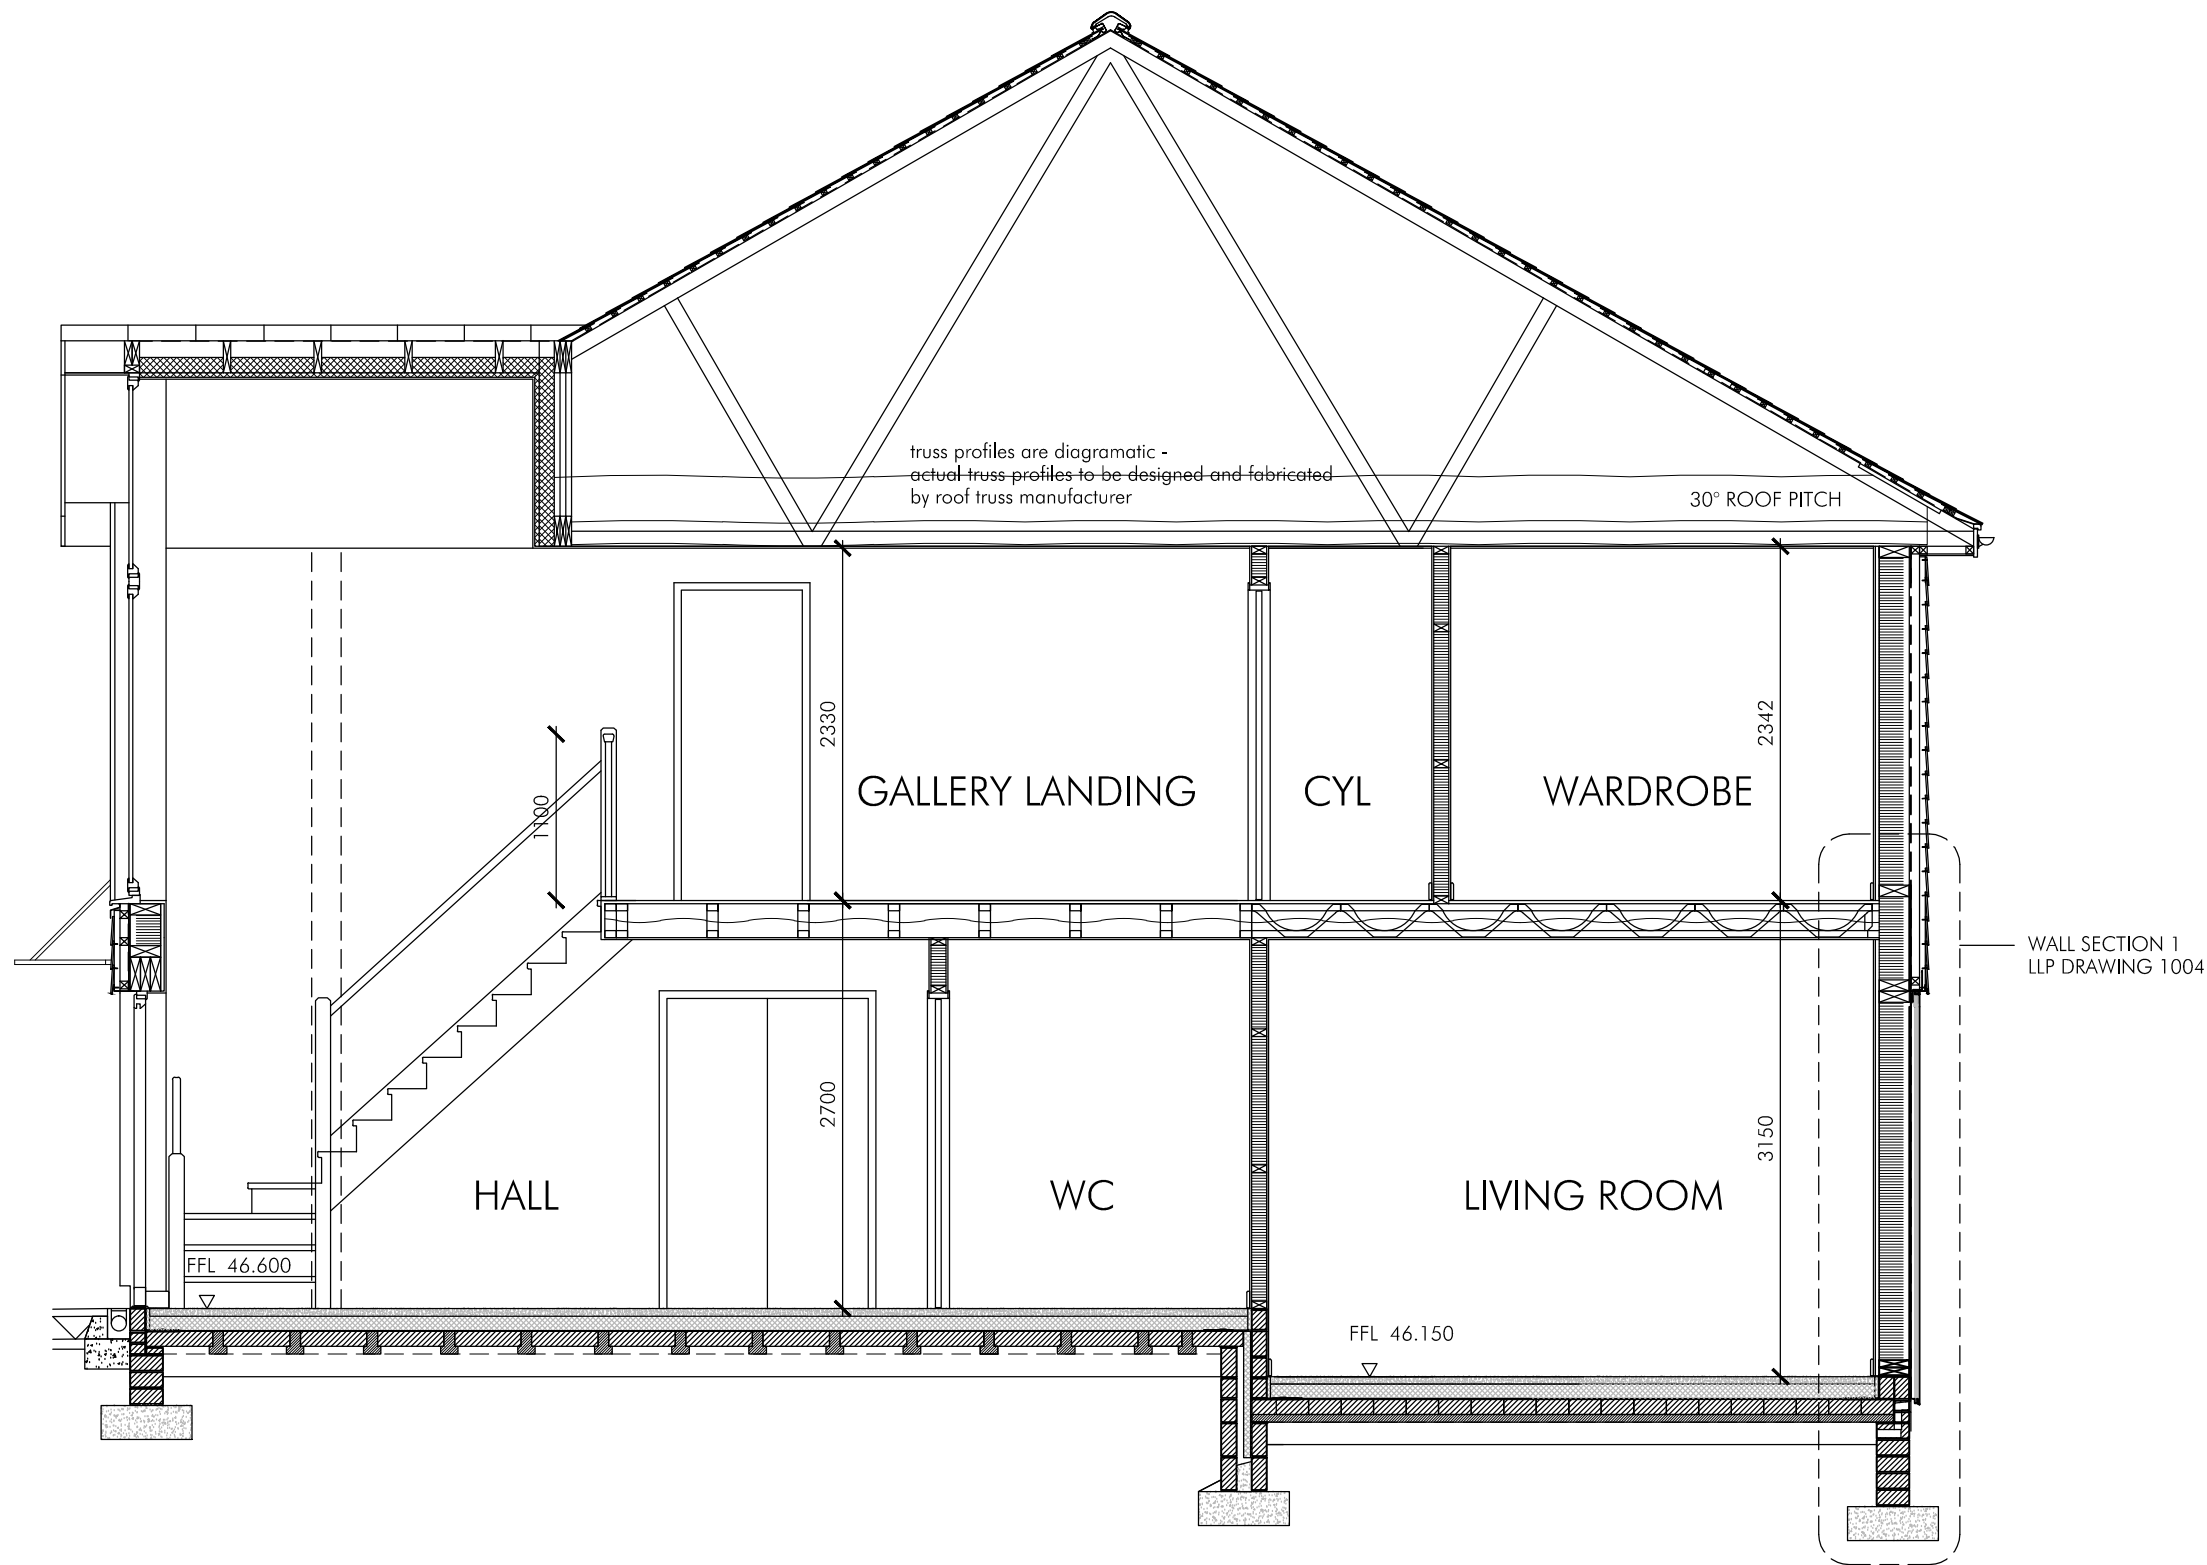 truss profiles are diagramatic -
actual truss profiles to be designed and fabricated
by roof truss manufacturer
30° ROOF PITCH
2330
2342
1100
GALLERY LANDING
CYL
WARDROBE
WALL SECTION 1
LLP DRAWING 1004
2700
3150
HALL
WC
LIVING ROOM
FFL 46.600
FFL 46.150